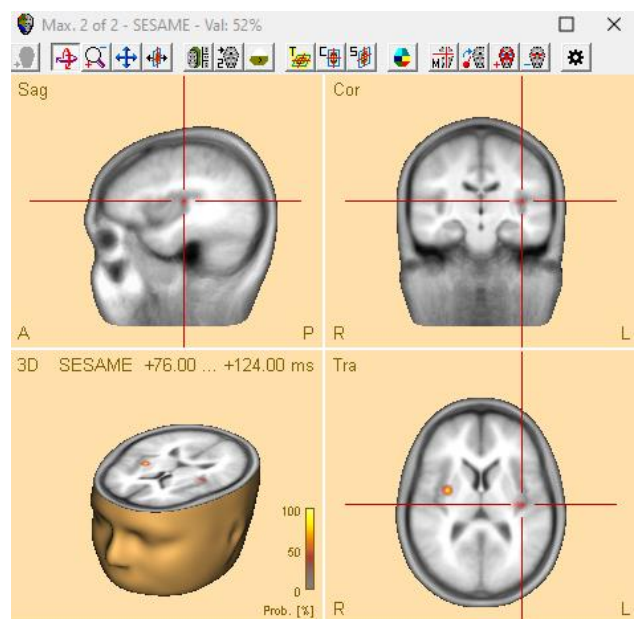 Max. 2 of 2 - SESAME - Val: 52%
T C S
Sag
Cor
A P
R L
3D SESAME +76.00 ... +124.00 ms
Tra
100
50
0
Prob. [%]
R L